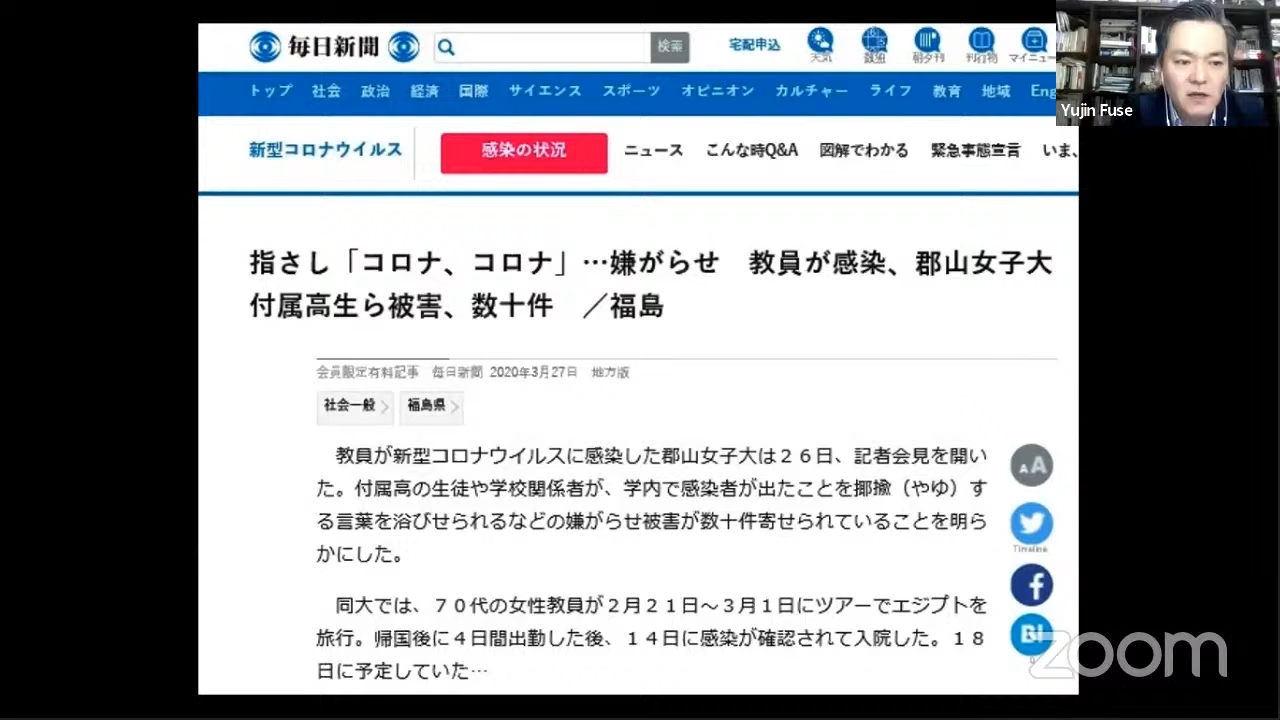 毎日新聞
検索
宅配申込
天気
朝夕刊
刊行物
マイニュー
トップ 社会 政治 経済 国際 サイエンス スポーツ オピニオン カルチャー ライフ 教育 地域 Eng
Yujin Fuse
新型コロナウイルス
感染の状況
ニュース こんな時Q&A 図解でわかる 緊急事態宣言 いま、
指さし「コロナ、コロナ」…嫌がらせ　教員が感染、郡山女子大
付属高生ら被害、数十件　／福島
会員限定有料記事　毎日新聞 2020年3月27日　地方版
社会一般
福島県
教員が新型コロナウイルスに感染した郡山女子大は２６日、記者会見を開い
た。付属高の生徒や学校関係者が、学内で感染者が出たことを揶揄（やゆ）す
る言葉を浴びせられるなどの嫌がらせ被害が数十件寄せられていることを明ら
かにした。
同大では、７０代の女性教員が２月２１日～３月１日にツアーでエジプトを
旅行。帰国後に４日間出勤した後、１４日に感染が確認されて入院した。１８
日に予定していた…
AA
Timeline
f
B!
zoom